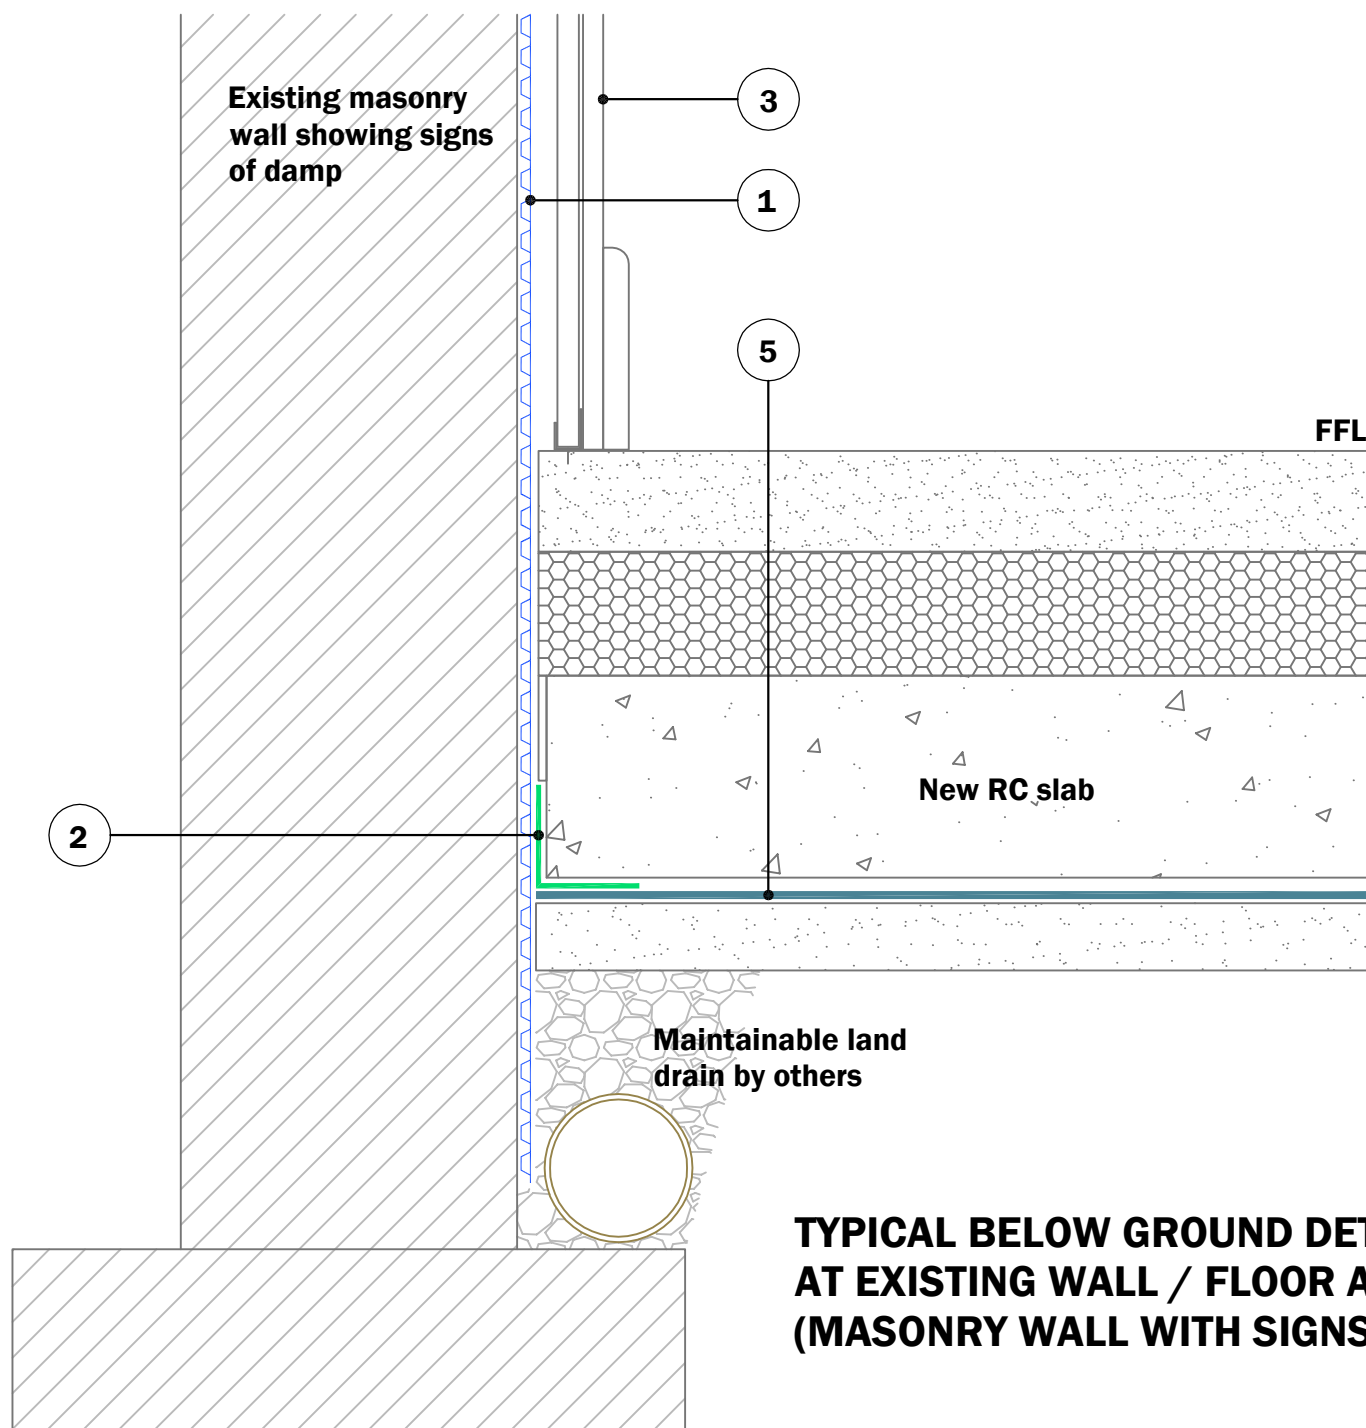 Existing masonry
wall showing signs
of damp
3
1
5
FFL
New RC slab
2
Maintainable land
drain by others
TYPICAL BELOW GROUND DET
AT EXISTING WALL / FLOOR A
(MASONRY WALL WITH SIGNS